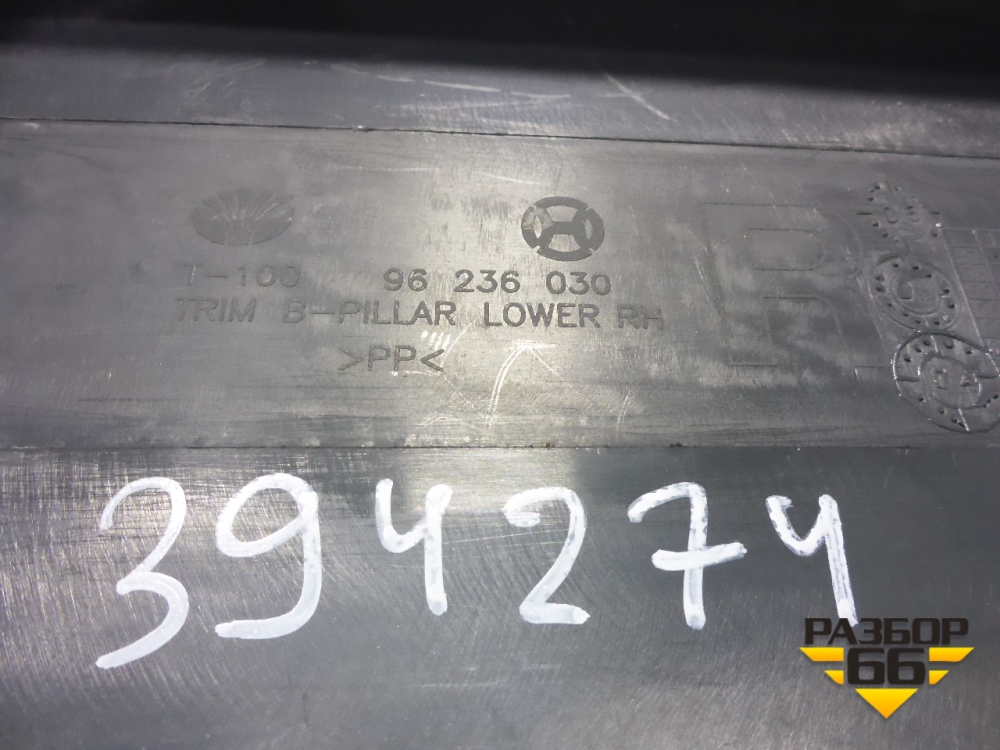 T-100 96 236 030
TRIM B-PILLAR LOWER RH
>PP<
394274
РАЗБОР
66